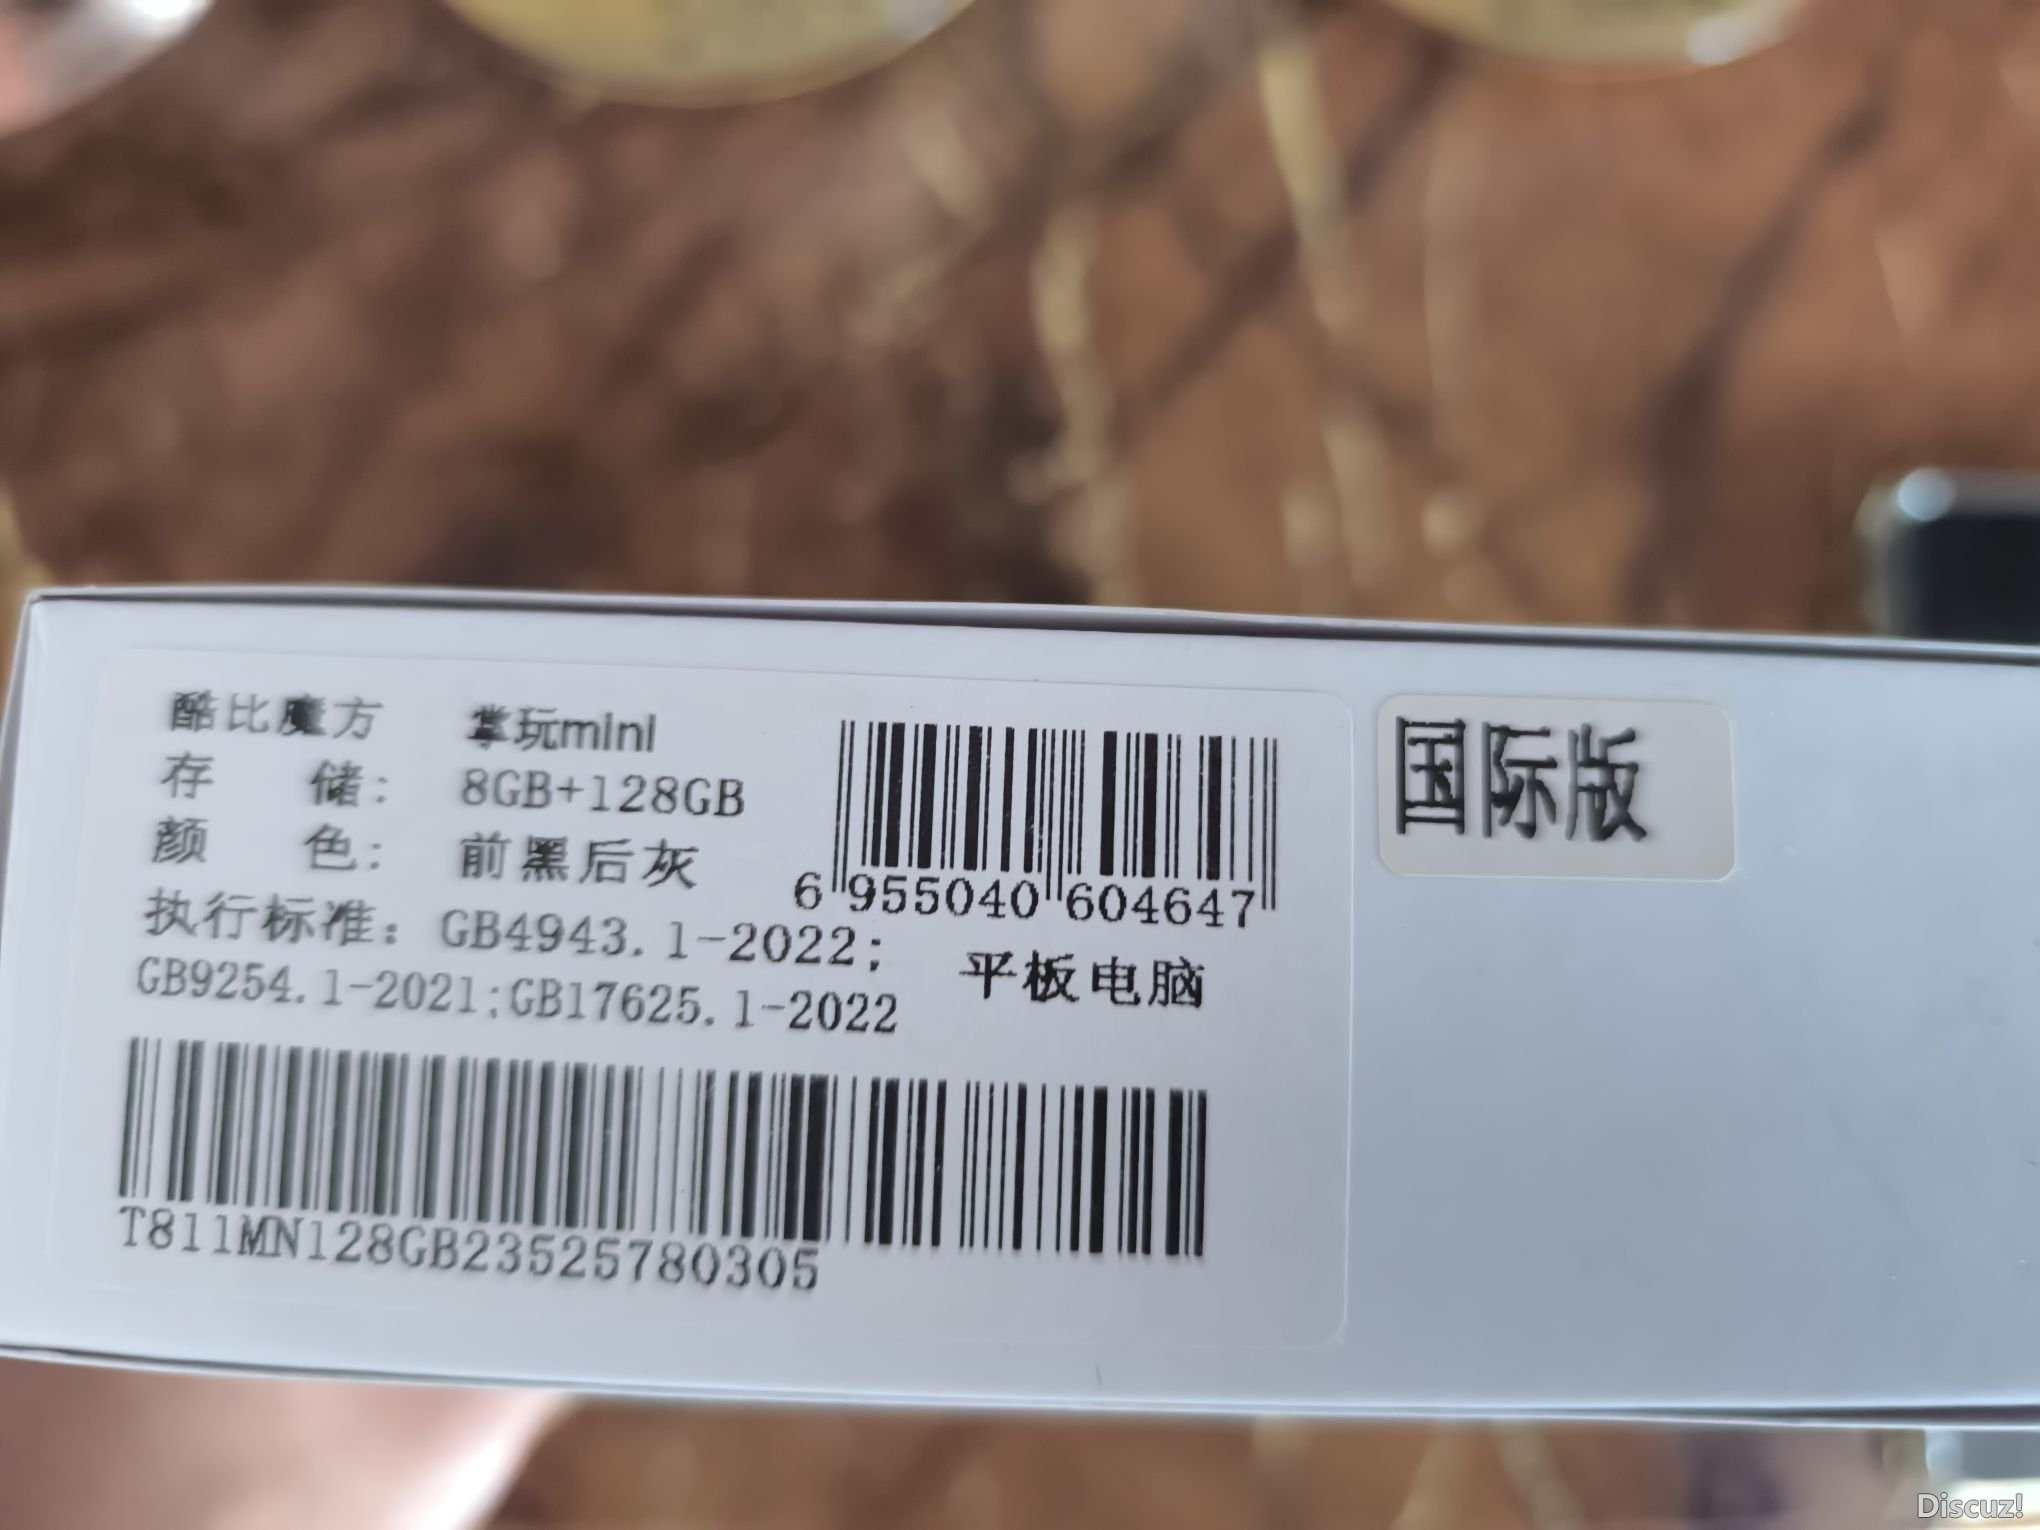 酷比魔方 掌玩mini
存 储: 8GB+128GB
颜 色: 前黑后灰
6 955040 604647
执行标准: GB4943.1-2022;
GB9254.1-2021;GB17625.1-2022
平板电脑
T811MN128GB23525780305
国际版
Discuz!